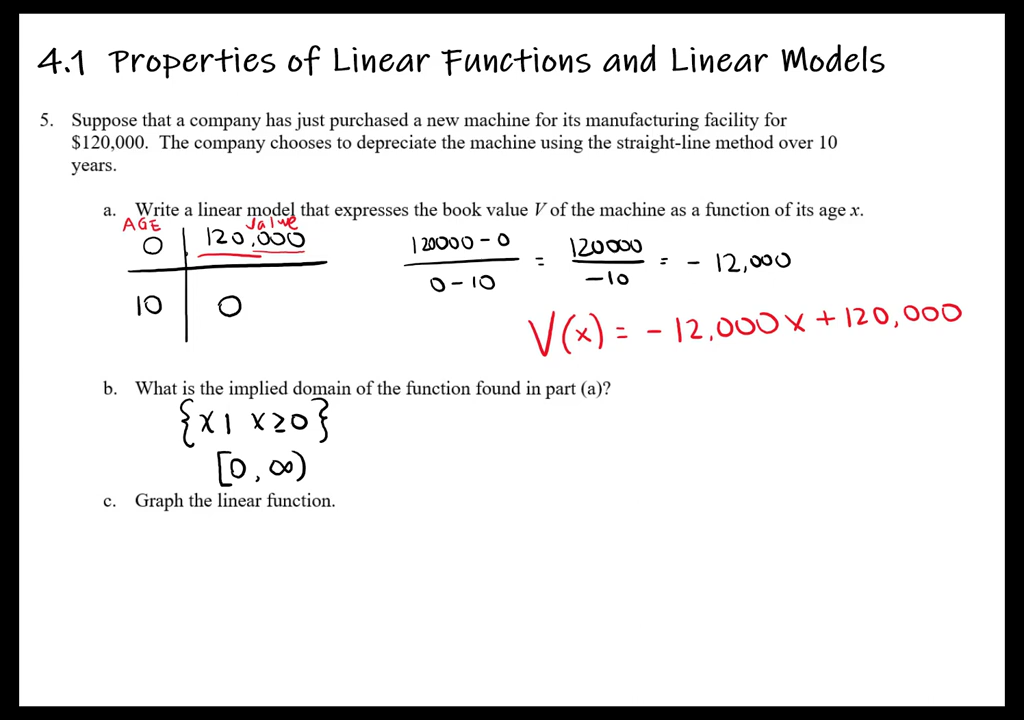 4.1 Properties of Linear Functions and Linear Models
5. Suppose that a company has just purchased a new machine for its manufacturing facility for
$120,000. The company chooses to depreciate the machine using the straight-line method over 10
years.
a. Write a linear model that expresses the book value V of the machine as a function of its age x.
AGE value
0 120,000
10 0
120000 - 0 / 0 - 10 = 120000 / -10 = - 12,000
V(x) = - 12,000x + 120,000
b. What is the implied domain of the function found in part (a)?
{x | x ≥ 0}
[0, ∞)
c. Graph the linear function.